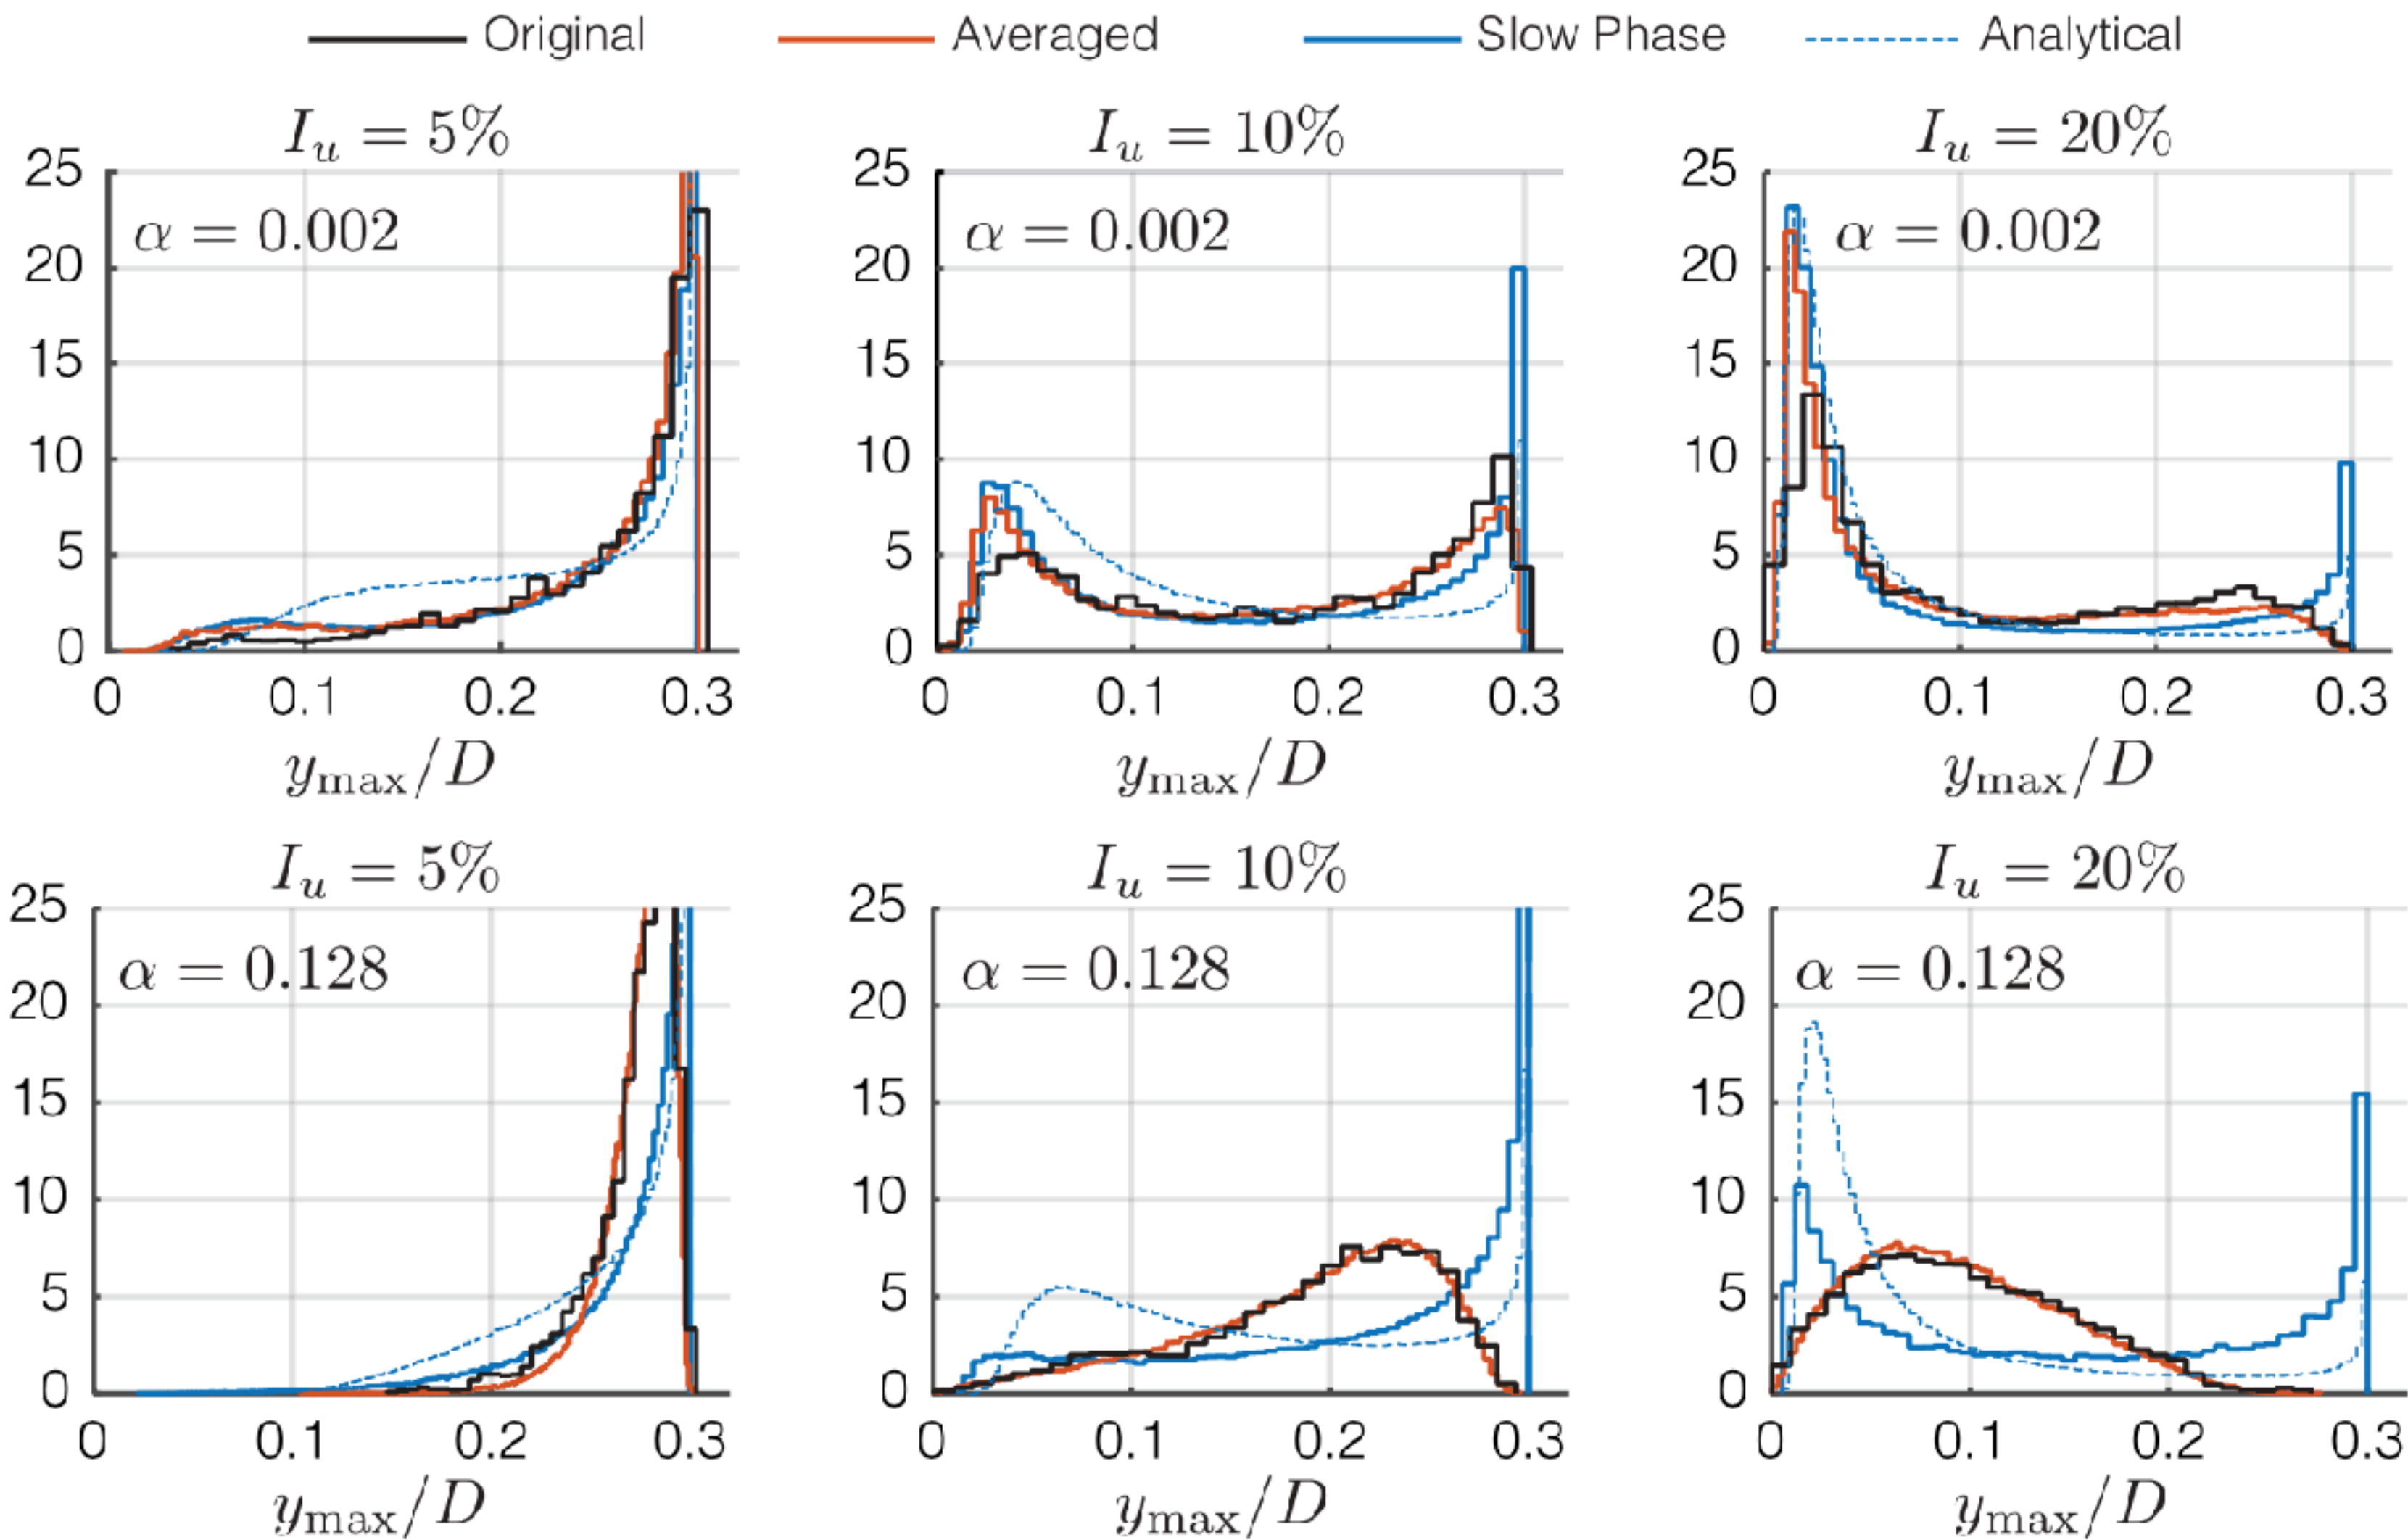 Original Averaged Slow Phase Analytical
I_u = 5% I_u = 10% I_u = 20%
25 25 25
α = 0.002 α = 0.002 α = 0.002
20 20 20
15 15 15
10 10 10
5 5 5
0 0 0
0 0.1 0.2 0.3 0 0.1 0.2 0.3 0 0.1 0.2 0.3
y_max/D y_max/D y_max/D
I_u = 5% I_u = 10% I_u = 20%
25 25 25
α = 0.128 α = 0.128 α = 0.128
20 20 20
15 15 15
10 10 10
5 5 5
0 0 0
0 0.1 0.2 0.3 0 0.1 0.2 0.3 0 0.1 0.2 0.3
y_max/D y_max/D y_max/D